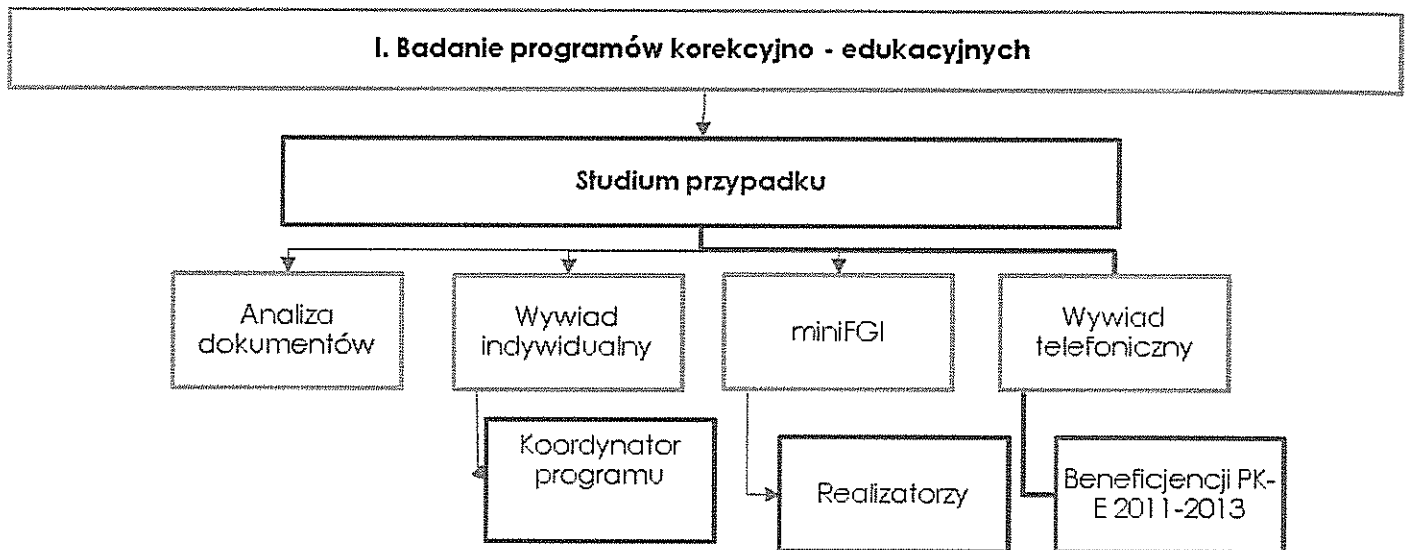 I. Badanie programów korekcyjno - edukacyjnych
Studium przypadku
Analiza
dokumentów
Wywiad
indywidualny
miniFGI
Wywiad
telefoniczny
Koordynator
programu
Realizatorzy
Beneficjencji PK-
E 2011-2013